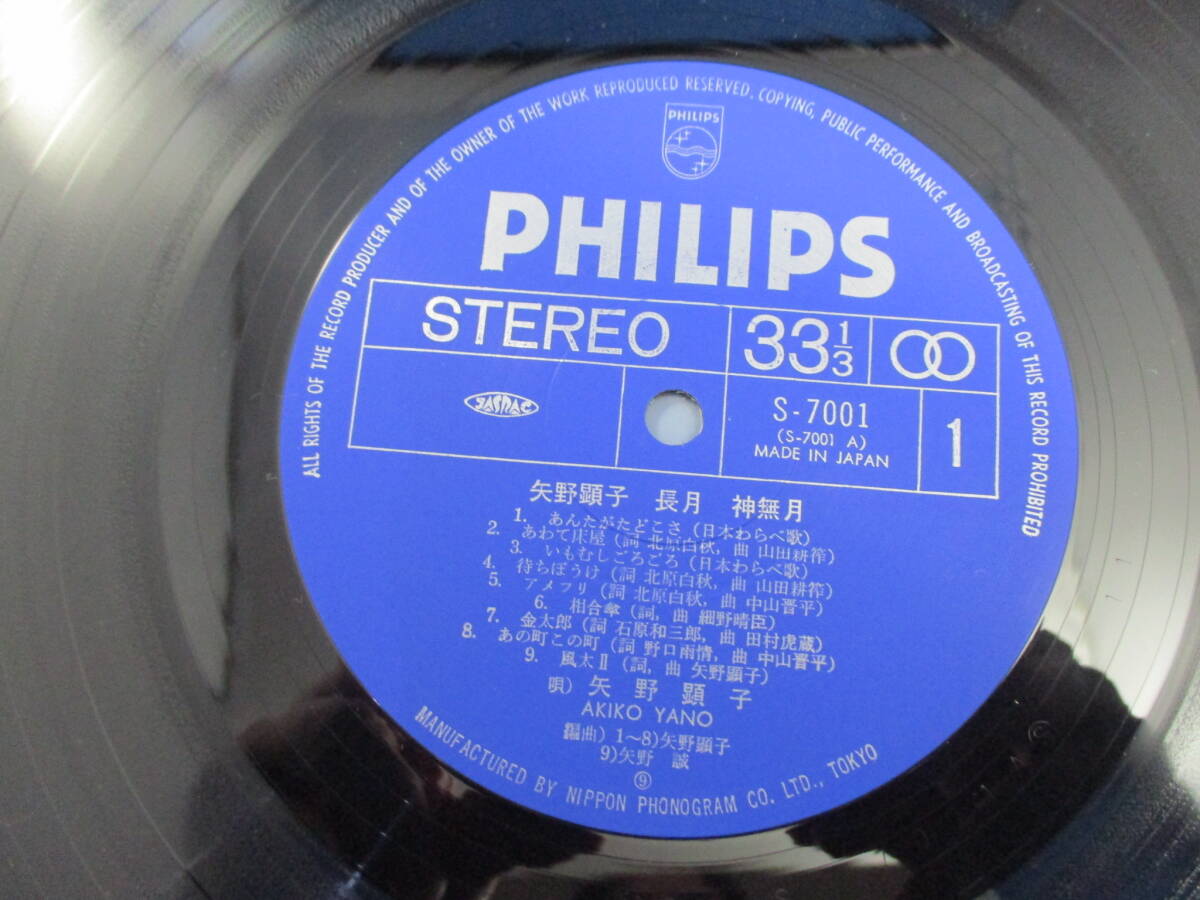 ALL RIGHTS OF THE RECORD PRODUCER AND OF THE OWNER OF THE WORK REPRODUCED RESERVED. COPYING, PUBLIC PERFORMANCE AND BROADCASTING OF THIS RECORD PROHIBITED
PHILIPS
PHILIPS
STEREO
33 1/3
JASRAC
S-7001
(S-7001 A)
MADE IN JAPAN
1
矢野顕子 長月 神無月
1. あんたがたどこさ (日本わらべ歌)
2. あわて床屋 (詞 北原白秋, 曲 山田耕筰)
3. いもむしごろごろ (日本わらべ歌)
4. 待ちぼうけ (詞 北原白秋, 曲 山田耕筰)
5. アメフリ (詞 北原白秋, 曲 中山晋平)
6. 相合傘 (詞, 曲 細野晴臣)
7. 金太郎 (詞 石原和三郎, 曲 田村虎蔵)
8. あの町この町 (詞 野口雨情, 曲 中山晋平)
9. 風太Ⅱ (詞, 曲 矢野顕子)
唄) 矢野顕子
AKIKO YANO
編曲) 1~8)矢野顕子
9)矢野 誠
⑨
MANUFACTURED BY NIPPON PHONOGRAM CO. LTD., TOKYO